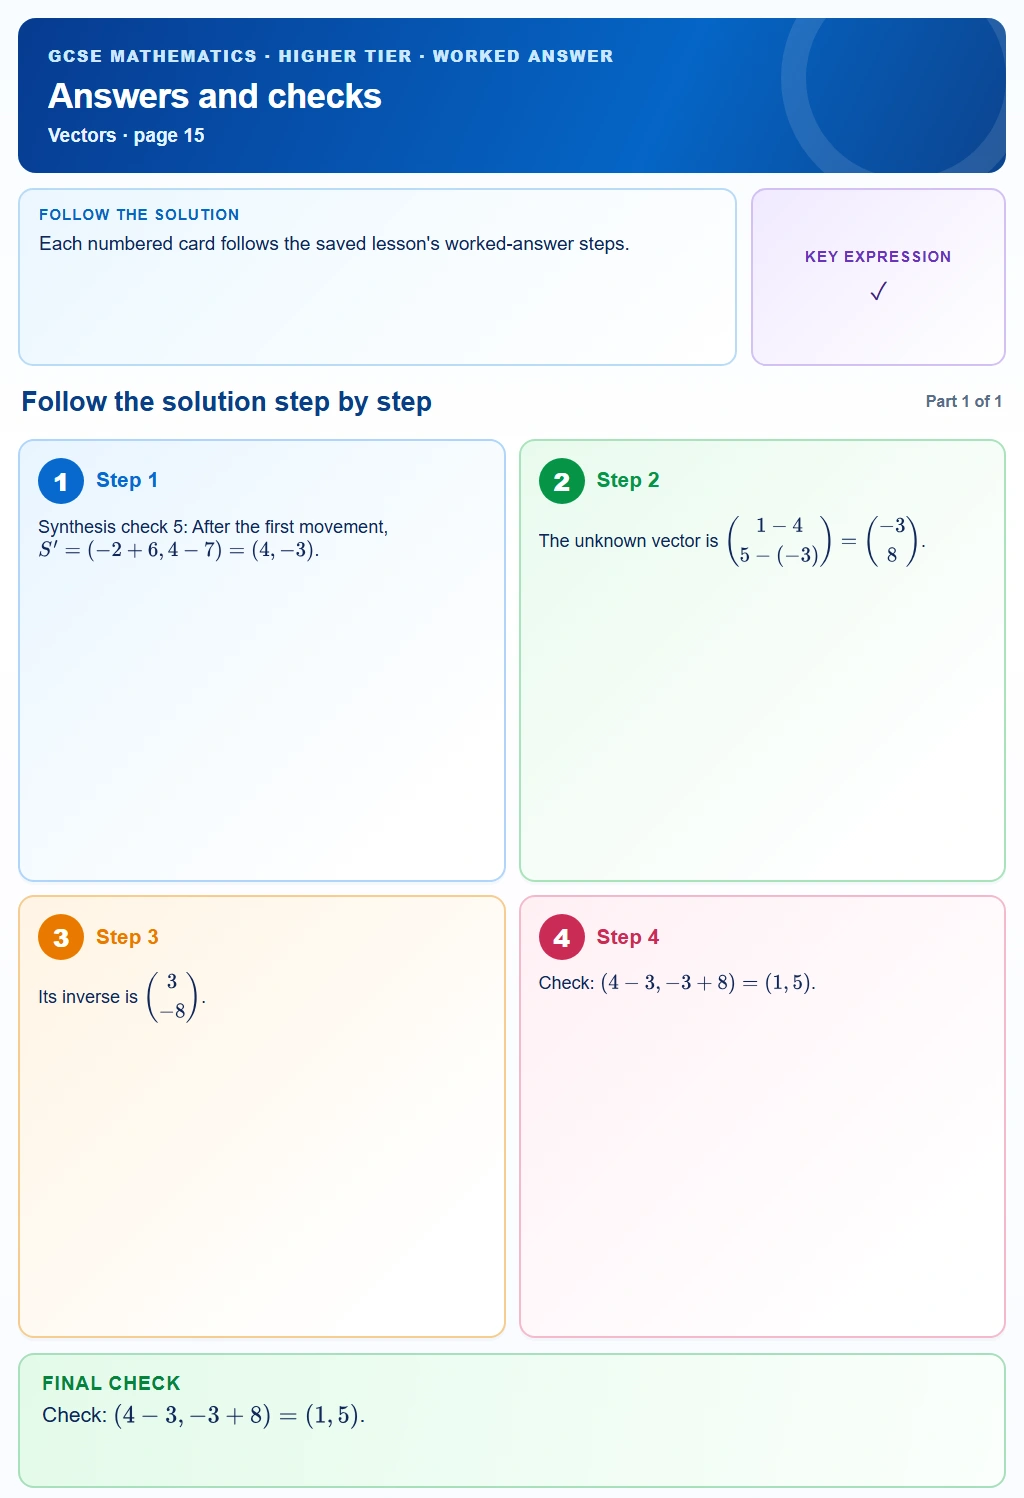 GCSE MATHEMATICS · HIGHER TIER · WORKED ANSWER
Answers and checks
Vectors · page 15
FOLLOW THE SOLUTION
Each numbered card follows the saved lesson's worked-answer steps.
KEY EXPRESSION
✓
Follow the solution step by step
Part 1 of 1
1 Step 1
Synthesis check 5: After the first movement,
S′ = (−2 + 6, 4 − 7) = (4, −3).
2 Step 2
The unknown vector is (1 − 4 / 5 − (−3)) = (−3 / 8).
3 Step 3
Its inverse is (3 / −8).
4 Step 4
Check: (4 − 3, −3 + 8) = (1, 5).
FINAL CHECK
Check: (4 − 3, −3 + 8) = (1, 5).